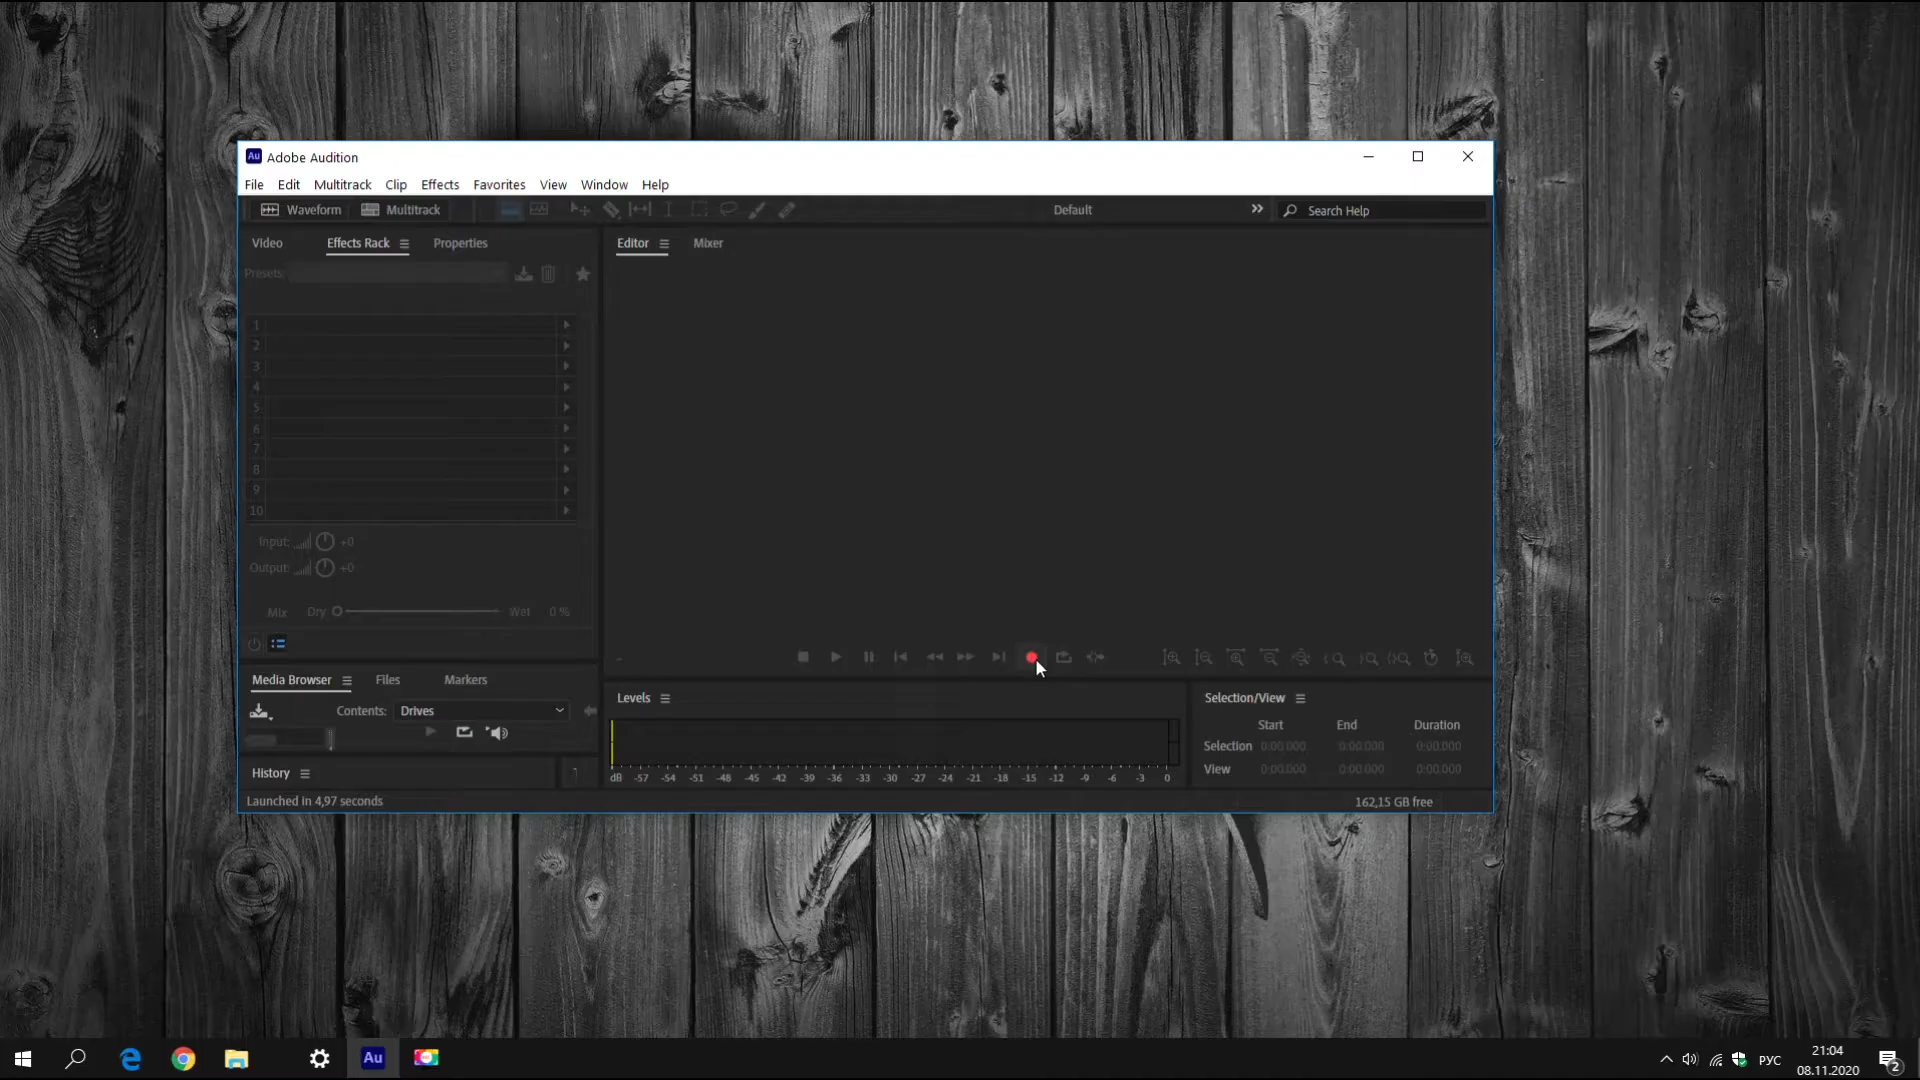 Au Adobe Audition
File Edit Multitrack Clip Effects Favorites View Window Help
Waveform Multitrack Default Search Help
Video Effects Rack Properties Editor Mixer
Presets:
1
2
3
4
5
6
7
8
9
10
Input: +0
Output: +0
Mix Dry Wet 0 %
Media Browser Files Markers
Contents: Drives
History
Levels
dB -57 -54 -51 -48 -45 -42 -39 -36 -33 -30 -27 -24 -21 -18 -15 -12 -9 -6 -3 0
Selection/View
Start End Duration
Selection 0:00.000 0:00.000 0:00.000
View 0:00.000 0:00.000 0:00.000
Launched in 4,97 seconds
162,15 GB free
Au
РУС
21:04
08.11.2020
2